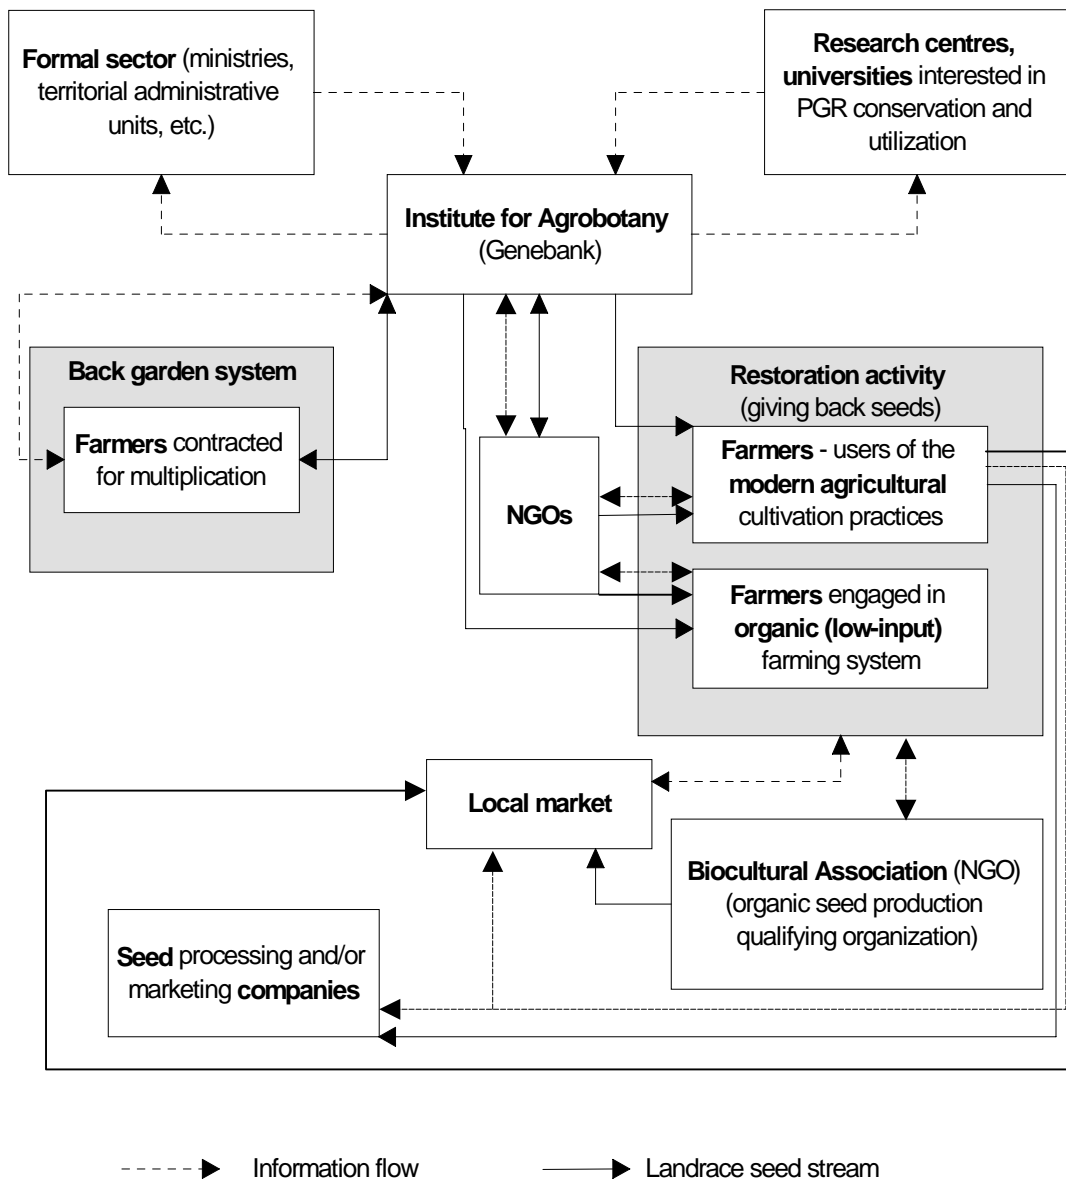 Formal sector (ministries,
territorial administrative
units, etc.)
Research centres,
universities interested in
PGR conservation and
utilization
Institute for Agrobotany
(Genebank)
Back garden system
Farmers contracted
for multiplication
NGOs
Restoration activity
(giving back seeds)
Farmers - users of the
modern agricultural
cultivation practices
Farmers engaged in
organic (low-input)
farming system
Local market
Biocultural Association (NGO)
(organic seed production
qualifying organization)
Seed processing and/or
marketing companies
Information flow
Landrace seed stream